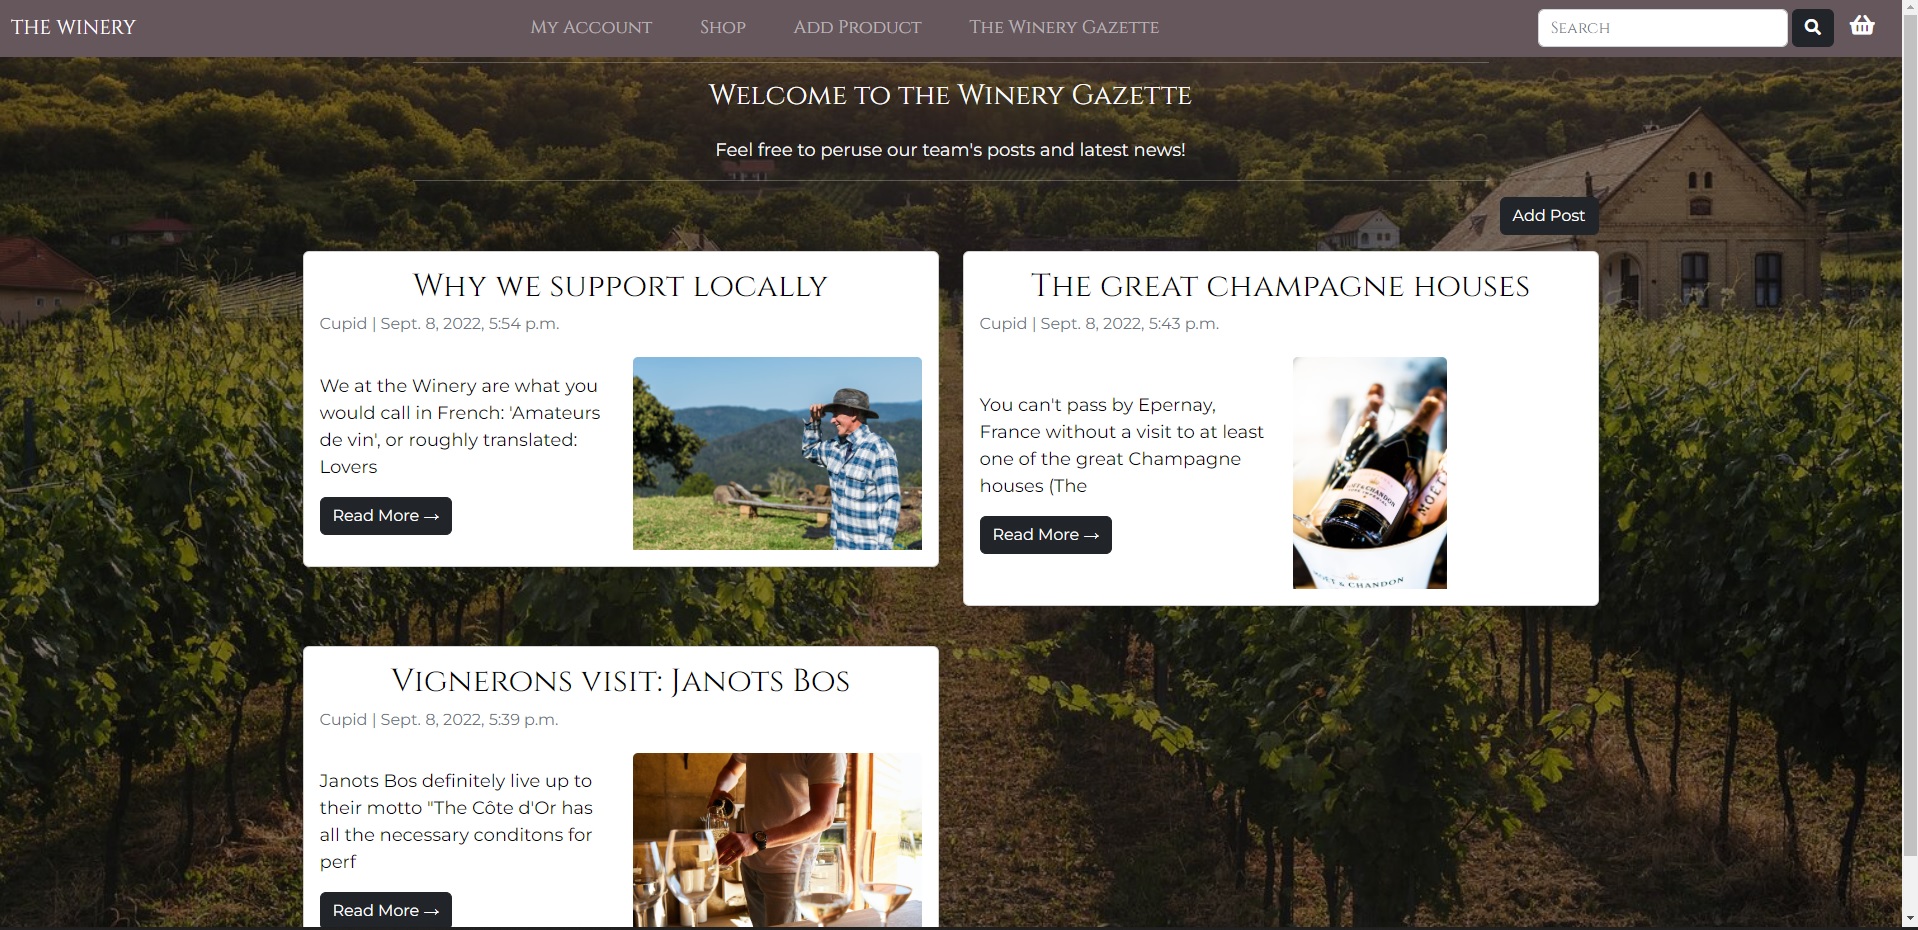 THE WINERY
My Account
Shop
Add Product
The Winery Gazette
Search
Welcome to the Winery Gazette
Feel free to peruse our team's posts and latest news!
Add Post
Why we support locally
Cupid | Sept. 8, 2022, 5:54 p.m.
We at the Winery are what you
would call in French: 'Amateurs
de vin', or roughly translated:
Lovers
Read More →
The great champagne houses
Cupid | Sept. 8, 2022, 5:43 p.m.
You can't pass by Epernay,
France without a visit to at least
one of the great Champagne
houses (The
Read More →
MOËT & CHANDON
MOËT
MOËT & CHANDON
Vignerons visit: Janots Bos
Cupid | Sept. 8, 2022, 5:39 p.m.
Janots Bos definitely live up to
their motto "The Côte d'Or has
all the necessary conditons for
perf
Read More →